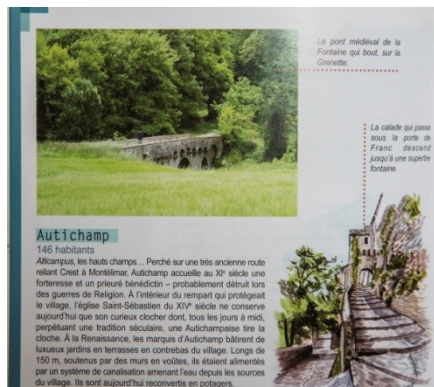 Le pont médiéval de la
Fontaine qui bout, sur la
Grenette.
La calade qui passe
sous la porte de
Franc descend
jusqu'à une superbe
fontaine.
Autichamp
146 habitants
Alticampus, les hauts champs... Perché sur une très ancienne route
reliant Crest à Montélimar, Autichamp accueille au XIe siècle une
forteresse et un prieuré bénédictin – probablement détruit lors
des guerres de Religion. À l'intérieur du rempart qui protégeait
le village, l'église Saint-Sébastien du XIVe siècle ne conserve
aujourd'hui que son curieux clocher dont, tous les jours à midi,
perpétuant une tradition séculaire, une Autichampaise tire la
cloche. À la Renaissance, les marquis d'Autichamp bâtirent de
luxueux jardins en terrasses en contrebas du village. Longs de
150 m, soutenus par des murs en voûtes, ils étaient alimentés
par un système de canalisation amenant l'eau depuis les sources
du village. Ils sont aujourd'hui reconvertis en potagers.